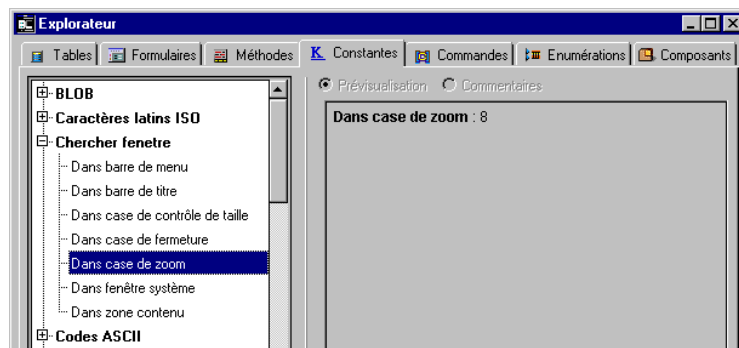 Explorateur
Tables Formulaires Méthodes K Constantes Commandes Enumérations Composants
BLOB
Caractères latins ISO
Chercher fenetre
Dans barre de menu
Dans barre de titre
Dans case de contrôle de taille
Dans case de fermeture
Dans case de zoom
Dans fenêtre système
Dans zone contenu
Codes ASCII
Prévisualisation Commentaires
Dans case de zoom : 8